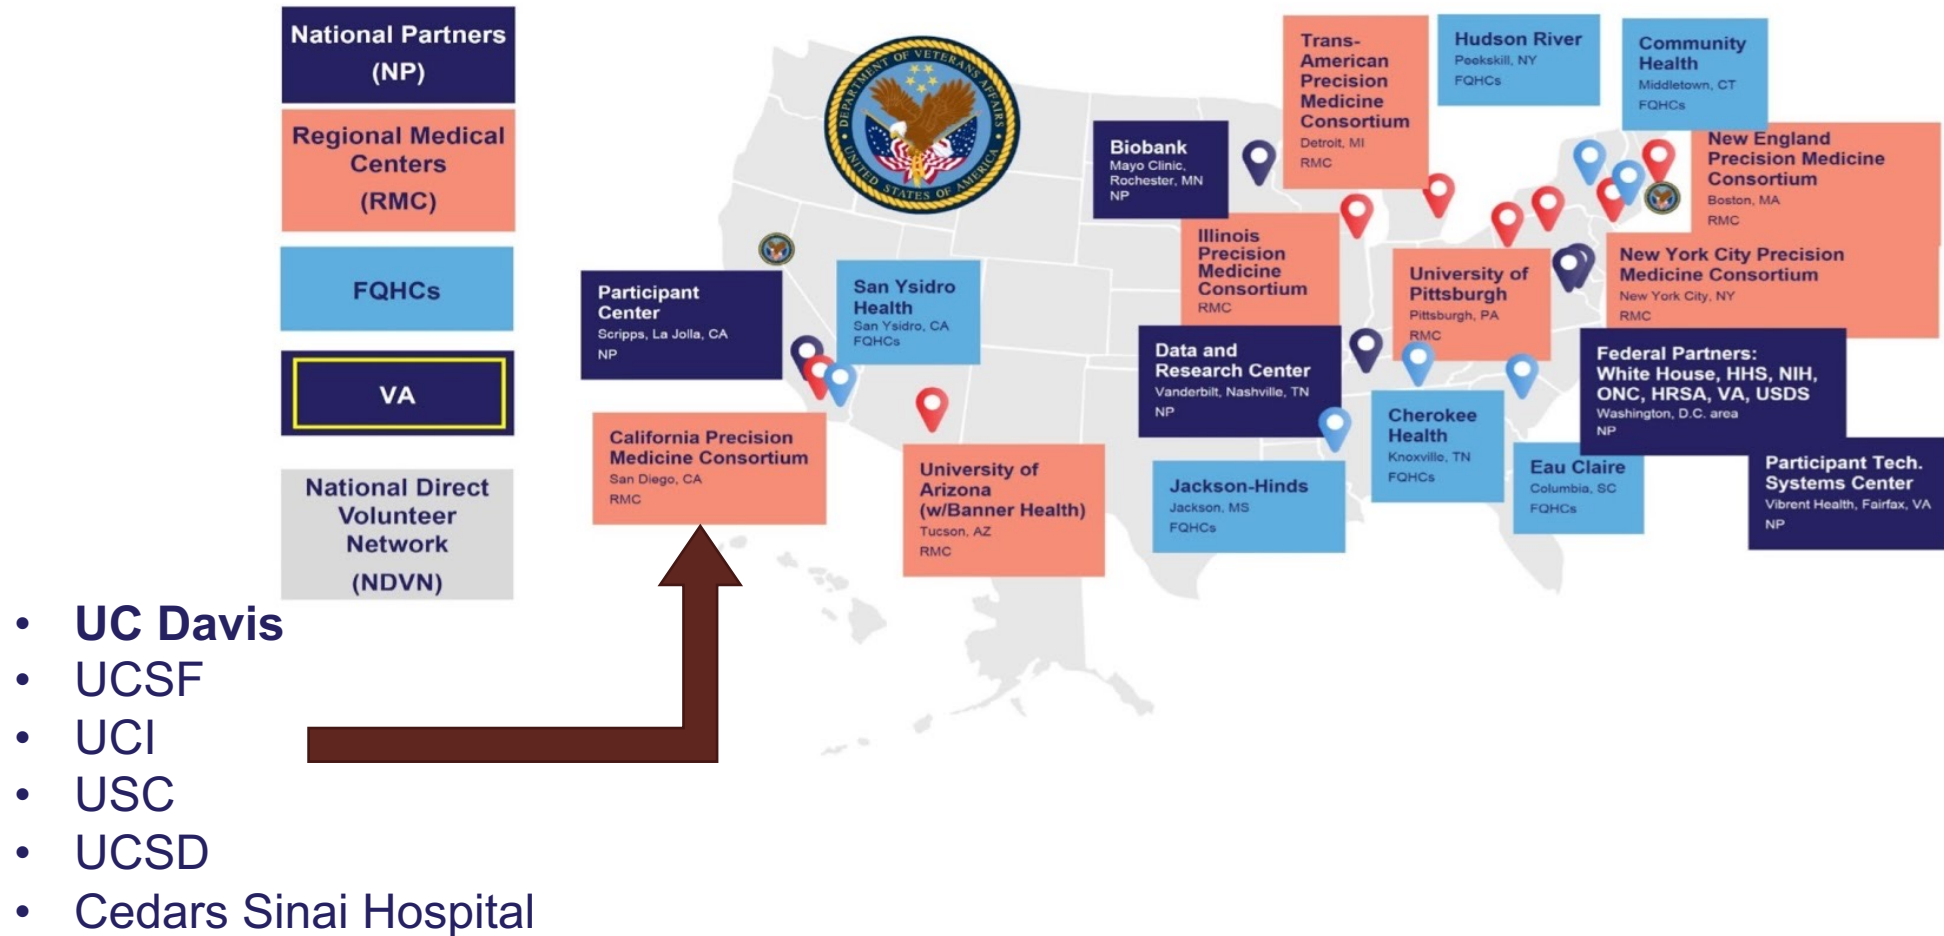 National Partners
(NP)
Regional Medical
Centers
(RMC)
FQHCs
VA
National Direct
Volunteer
Network
(NDVN)
DEPARTMENT OF VETERANS AFFAIRS
UNITED STATES OF AMERICA
Participant
Center
Scripps, La Jolla, CA
NP
San Ysidro
Health
San Ysidro, CA
FQHCs
California Precision
Medicine Consortium
San Diego, CA
RMC
University of
Arizona
(w/Banner Health)
Tucson, AZ
RMC
Biobank
Mayo Clinic,
Rochester, MN
NP
Trans-
American
Precision
Medicine
Consortium
Detroit, MI
RMC
Hudson River
Peekskill, NY
FQHCs
Community
Health
Middletown, CT
FQHCs
New England
Precision Medicine
Consortium
Boston, MA
RMC
Illinois
Precision
Medicine
Consortium
RMC
University of
Pittsburgh
Pittsburgh, PA
RMC
New York City Precision
Medicine Consortium
New York City, NY
RMC
Data and
Research Center
Vanderbilt, Nashville, TN
NP
Federal Partners:
White House, HHS, NIH,
ONC, HRSA, VA, USDS
Washington, D.C. area
NP
Cherokee
Health
Knoxville, TN
FQHCs
Jackson-Hinds
Jackson, MS
FQHCs
Eau Claire
Columbia, SC
FQHCs
Participant Tech.
Systems Center
Vibrent Health, Fairfax, VA
NP
• UC Davis
• UCSF
• UCI
• USC
• UCSD
• Cedars Sinai Hospital